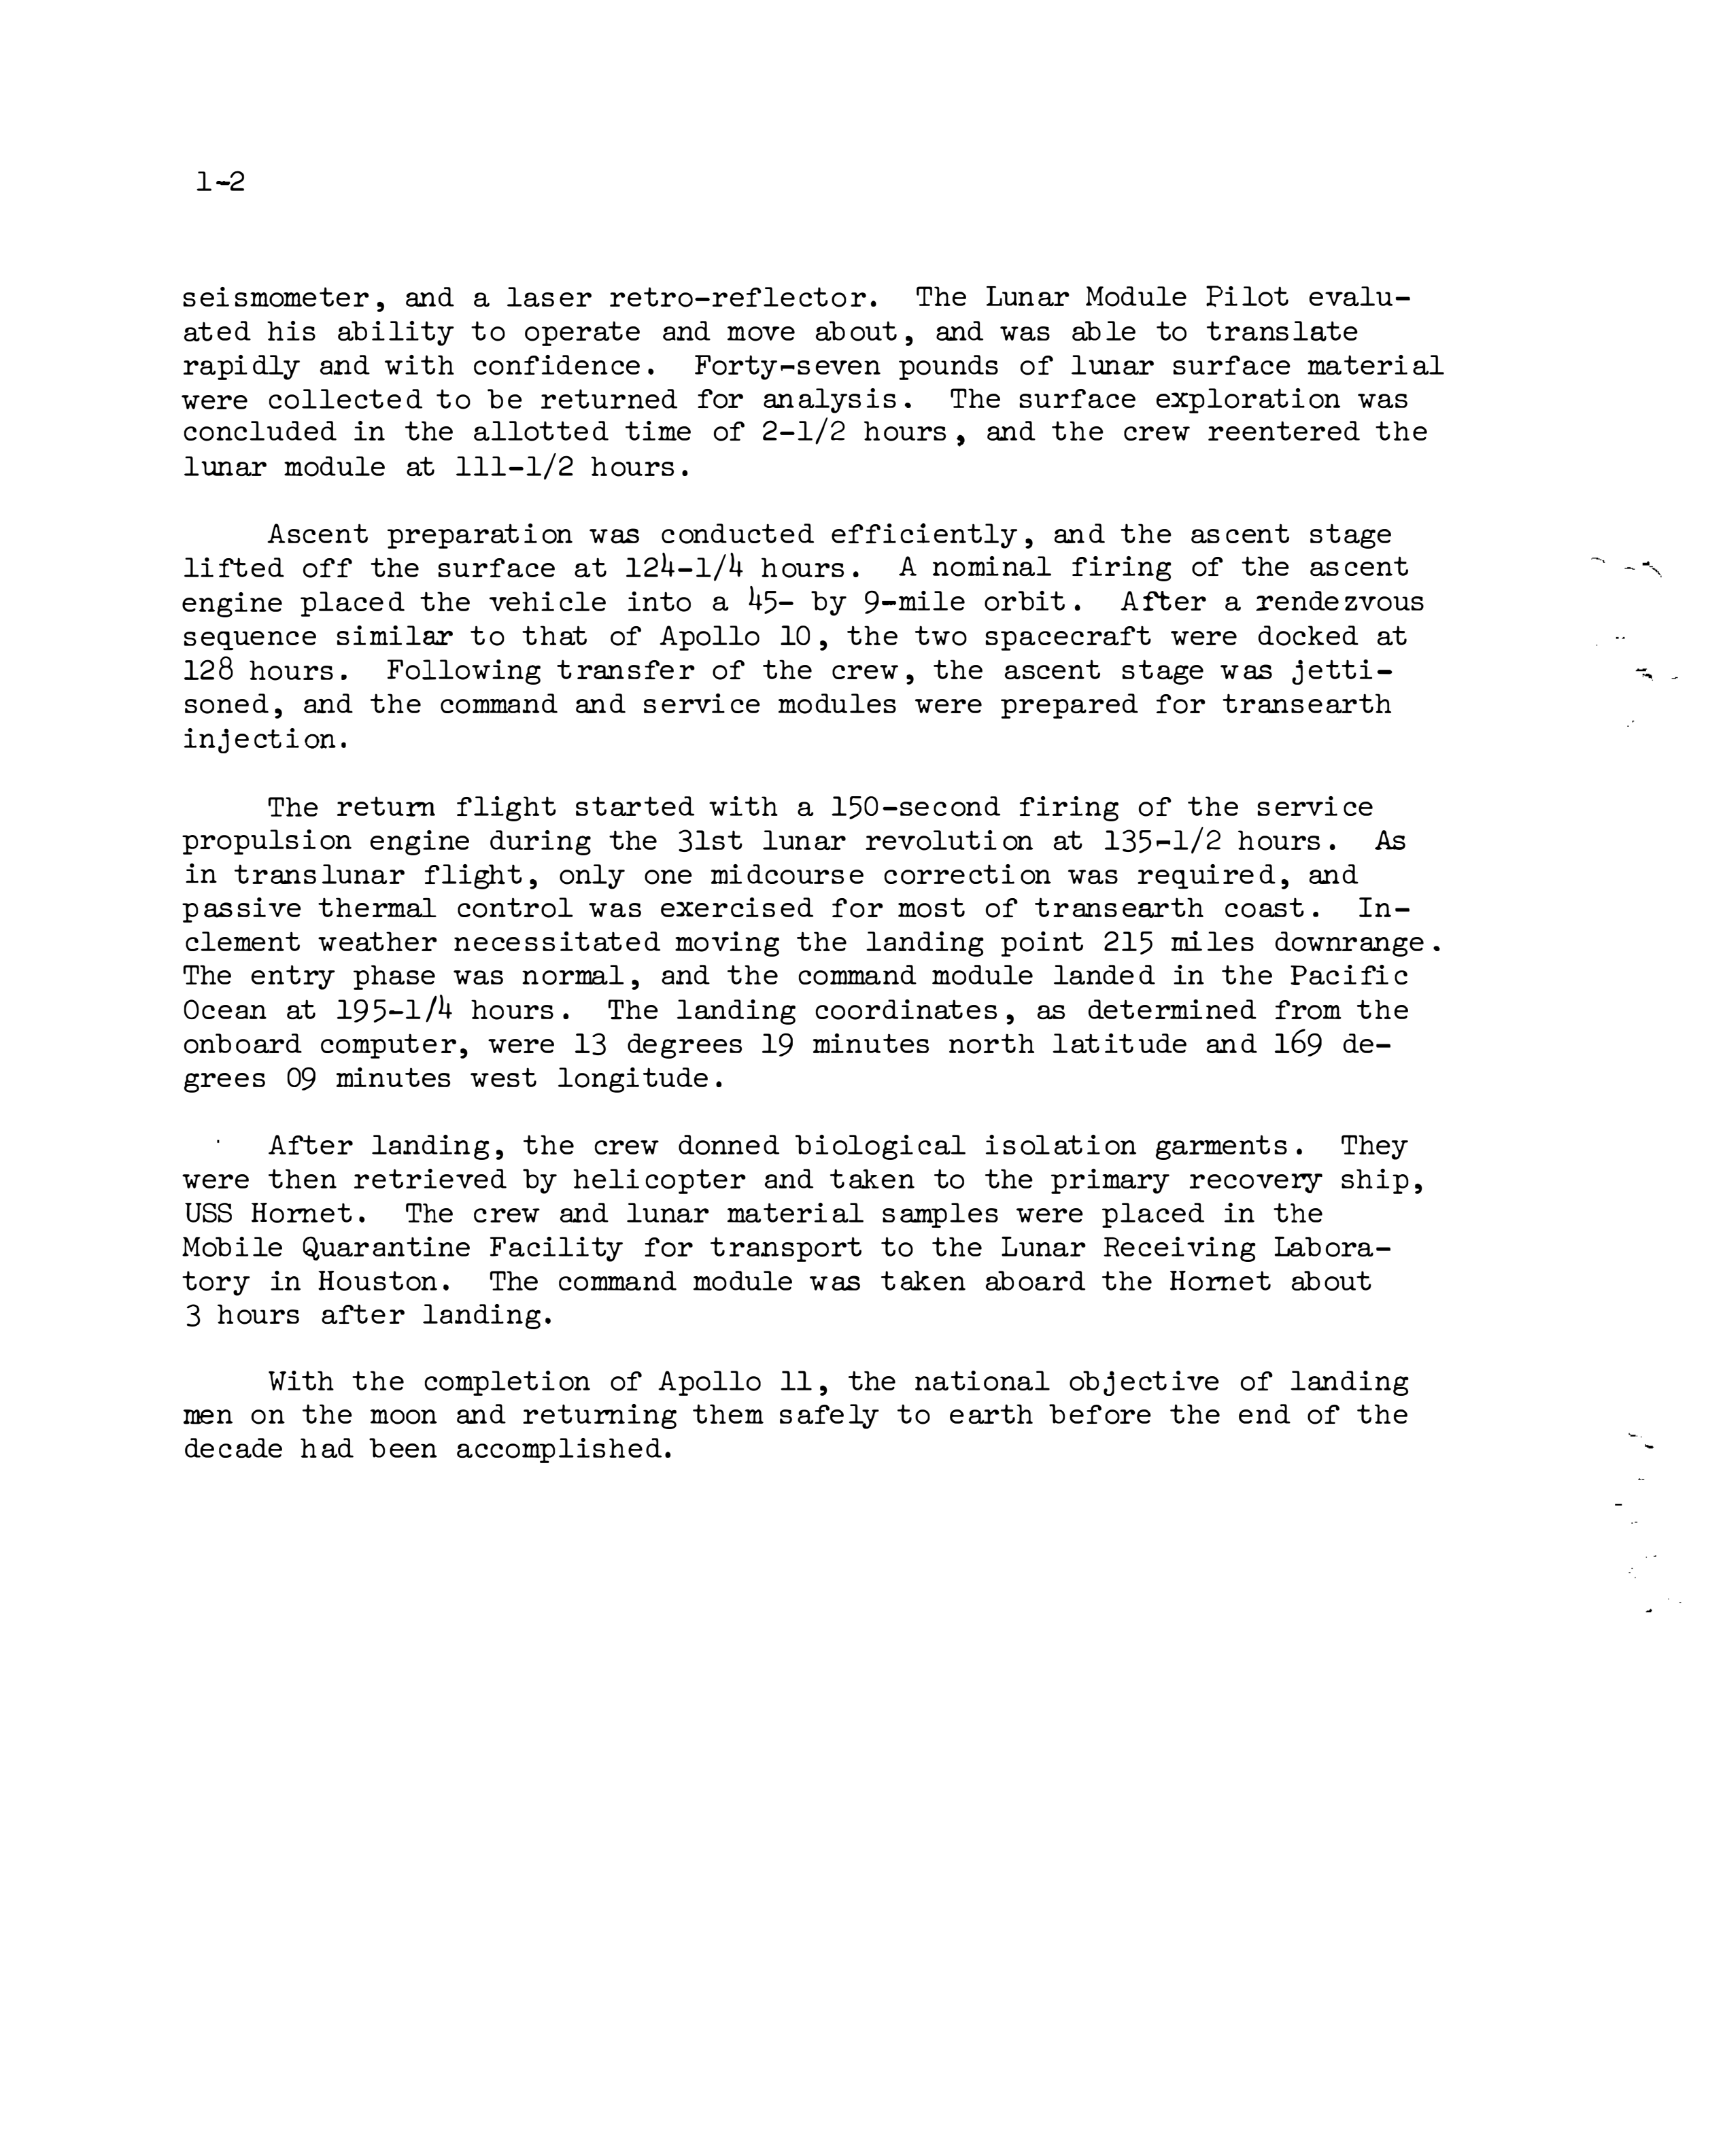 1-2
seismometer, and a laser retro-reflector. The Lunar Module Pilot evalu-
ated his ability to operate and move about, and was able to translate
rapidly and with confidence. Forty-seven pounds of lunar surface material
were collected to be returned for analysis. The surface exploration was
concluded in the allotted time of 2-1/2 hours, and the crew reentered the
lunar module at 111-1/2 hours.
Ascent preparation was conducted efficiently, and the ascent stage
lifted off the surface at 124-1/4 hours. A nominal firing of the ascent
engine placed the vehicle into a 45- by 9-mile orbit. After a rendezvous
sequence similar to that of Apollo 10, the two spacecraft were docked at
128 hours. Following transfer of the crew, the ascent stage was jetti-
soned, and the command and service modules were prepared for transearth
injection.
The return flight started with a 150-second firing of the service
propulsion engine during the 31st lunar revolution at 135-1/2 hours. As
in translunar flight, only one midcourse correction was required, and
passive thermal control was exercised for most of transearth coast. In-
clement weather necessitated moving the landing point 215 miles downrange.
The entry phase was normal, and the command module landed in the Pacific
Ocean at 195-1/4 hours. The landing coordinates, as determined from the
onboard computer, were 13 degrees 19 minutes north latitude and 169 de-
grees 09 minutes west longitude.
After landing, the crew donned biological isolation garments. They
were then retrieved by helicopter and taken to the primary recovery ship,
USS Hornet. The crew and lunar material samples were placed in the
Mobile Quarantine Facility for transport to the Lunar Receiving Labora-
tory in Houston. The command module was taken aboard the Hornet about
3 hours after landing.
With the completion of Apollo 11, the national objective of landing
men on the moon and returning them safely to earth before the end of the
decade had been accomplished.